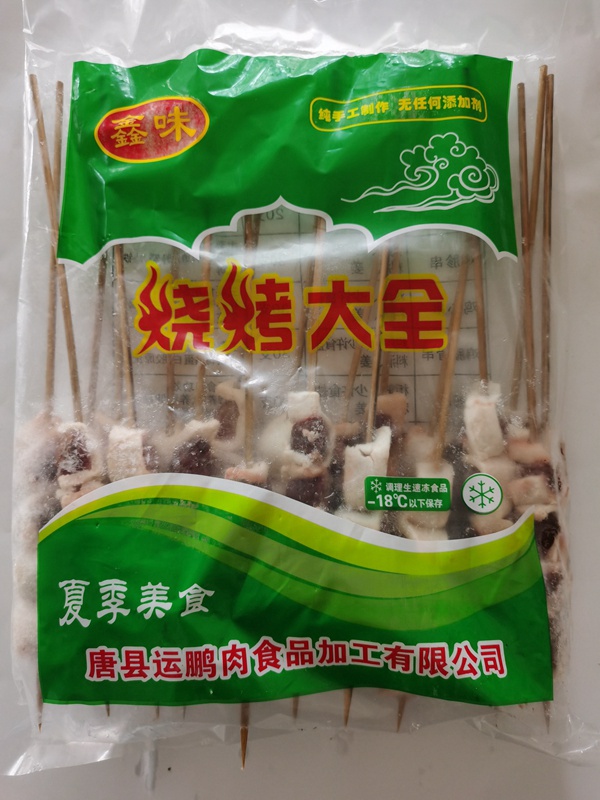 鑫味
纯手工制作 无任何添加剂
烧烤大全
调理生速冻食品
-18℃以下保存
夏季美食
唐县运鹏肉食品加工有限公司